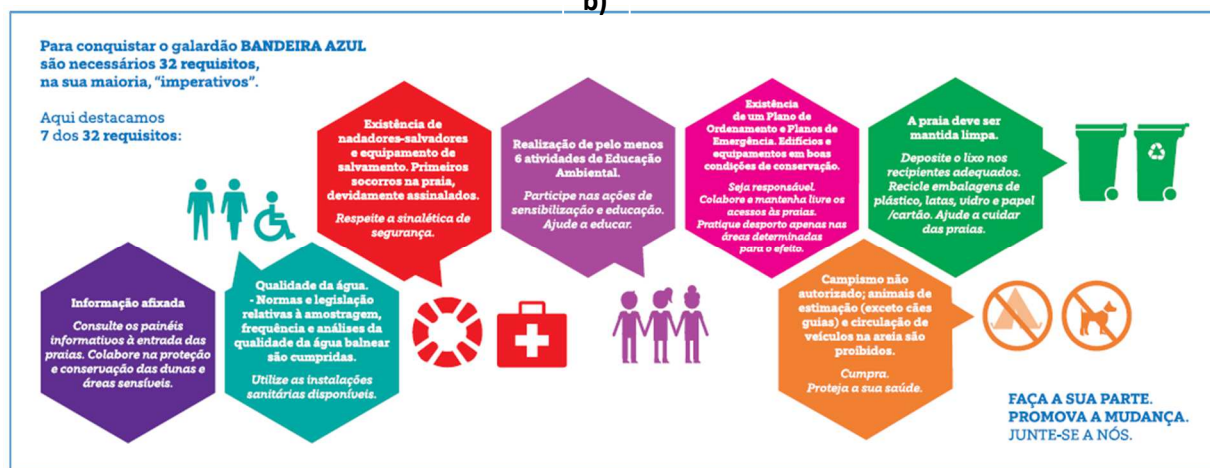 b)
Para conquistar o galardão BANDEIRA AZUL
são necessários 32 requisitos,
na sua maioria, “imperativos”.
Aqui destacamos
7 dos 32 requisitos:
Informação afixada
Consulte os painéis
informativos à entrada das
praias. Colabore na proteção
e conservação das dunas e
áreas sensíveis.
Qualidade da água.
- Normas e legislação
relativas à amostragem,
frequência e análises da
qualidade da água balnear
são cumpridas.
Utilize as instalações
sanitárias disponíveis.
Existência de
nadadores-salvadores
e equipamento de
salvamento. Primeiros
socorros na praia,
devidamente assinalados.
Respeite a sinalética de
segurança.
Realização de pelo menos
6 atividades de Educação
Ambiental.
Participe nas ações de
sensibilização e educação.
Ajude a educar.
Existência
de um Plano de
Ordenamento e Planos de
Emergência. Edifícios e
equipamentos em boas
condições de conservação.
Seja responsável.
Colabore e mantenha livre os
acessos às praias.
Pratique desporto apenas nas
áreas determinadas
para o efeito.
Campismo não
autorizado; animais de
estimação (exceto cães
guias) e circulação de
veículos na areia são
proibidos.
Cumpra.
Proteja a sua saúde.
A praia deve ser
mantida limpa.
Deposite o lixo nos
recipientes adequados.
Recicle embalagens de
plástico, latas, vidro e papel
/cartão. Ajude a cuidar
das praias.
FAÇA A SUA PARTE.
PROMOVA A MUDANÇA.
JUNTE-SE A NÓS.